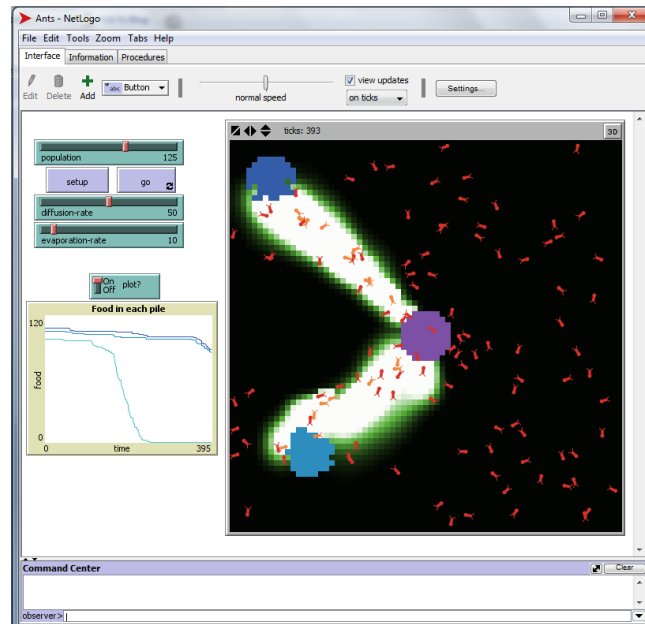 Ants - NetLogo
File Edit Tools Zoom Tabs Help
Interface Information Procedures
Edit Delete Add abc Button normal speed view updates on ticks Settings...
ticks: 393 3D
population 125
setup go
diffusion-rate 50
evaporation-rate 10
On
Off plot?
Food in each pile
120
food
0
0 time 395
Command Center Clear
observer>